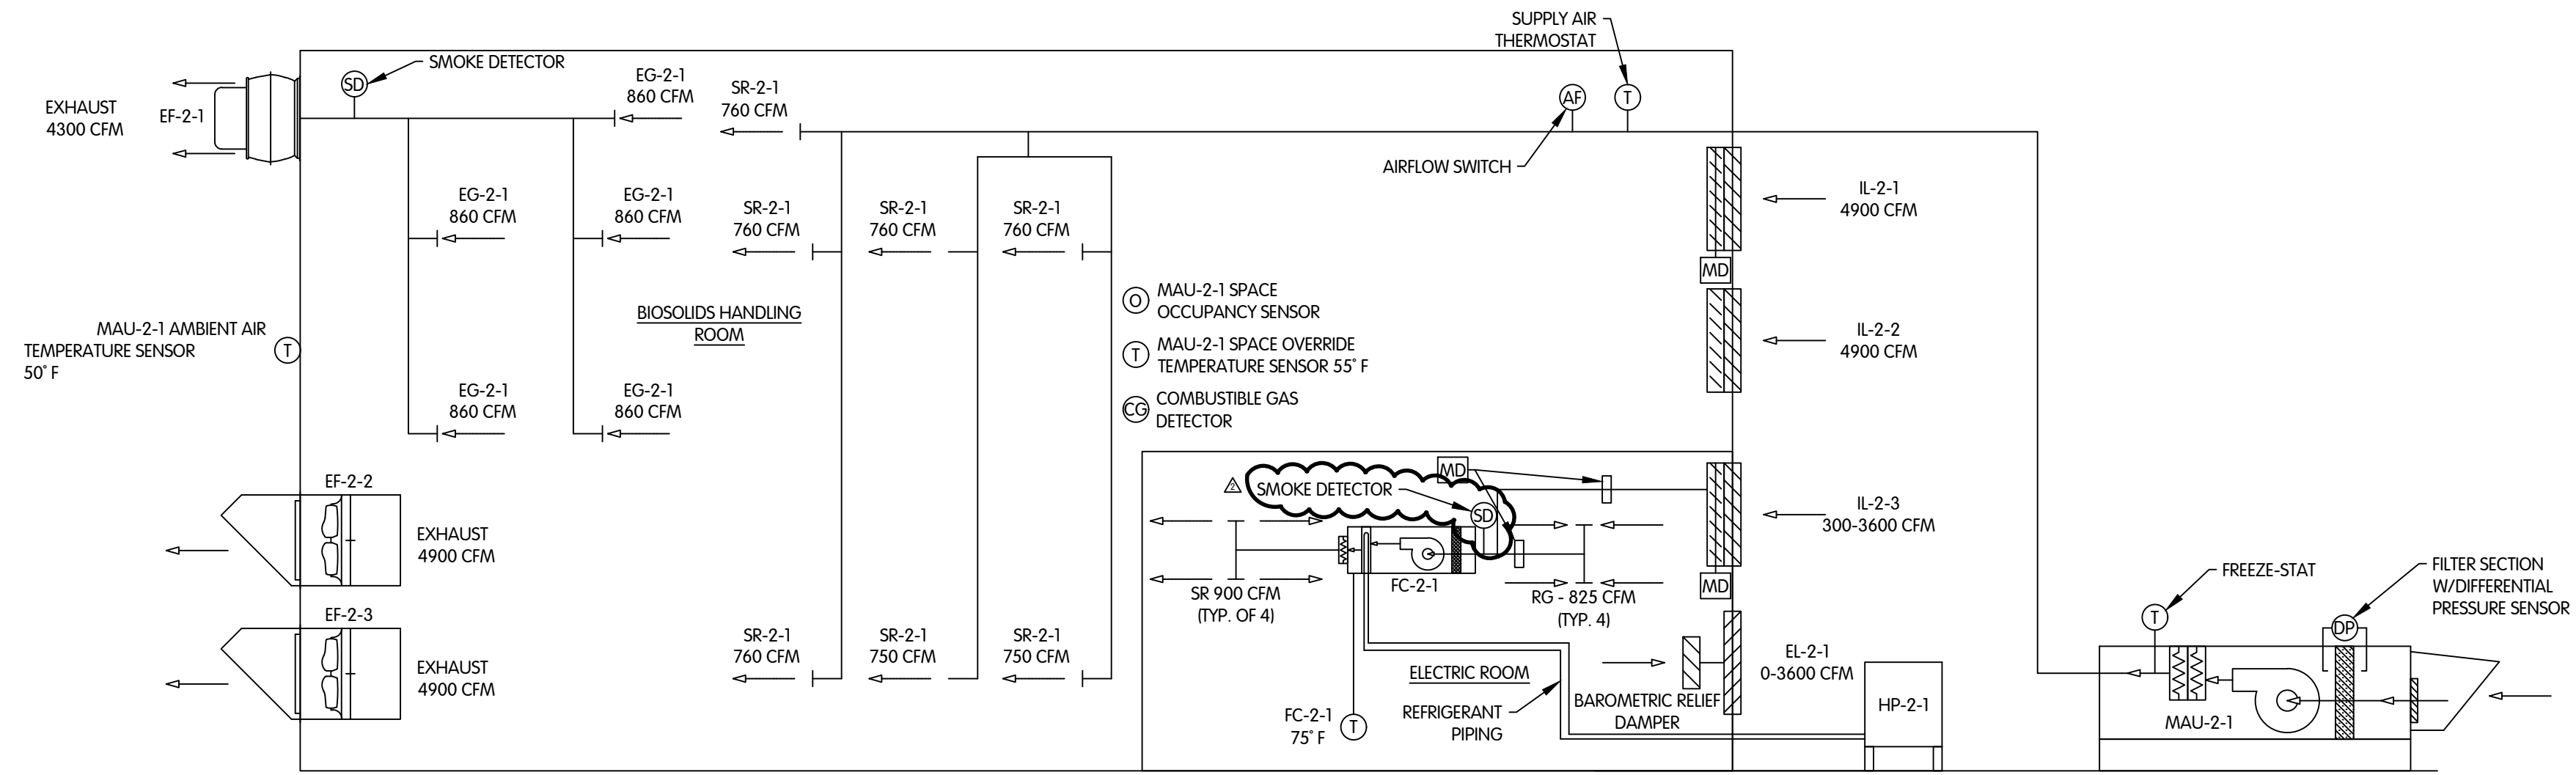 SUPPLY AIR
THERMOSTAT
SMOKE DETECTOR
SD
EXHAUST
4300 CFM
EF-2-1
EG-2-1
860 CFM
SR-2-1
760 CFM
AF
T
AIRFLOW SWITCH
EG-2-1
860 CFM
EG-2-1
860 CFM
SR-2-1
760 CFM
SR-2-1
760 CFM
SR-2-1
760 CFM
IL-2-1
4900 CFM
MD
O
MAU-2-1 SPACE
OCCUPANCY SENSOR
BIOSOLIDS HANDLING
ROOM
MAU-2-1 AMBIENT AIR
TEMPERATURE SENSOR
50° F
T
T
MAU-2-1 SPACE OVERRIDE
TEMPERATURE SENSOR 55° F
IL-2-2
4900 CFM
EG-2-1
860 CFM
EG-2-1
860 CFM
CG
COMBUSTIBLE GAS
DETECTOR
EF-2-2
EXHAUST
4900 CFM
2
SMOKE DETECTOR
MD
SD
IL-2-3
300-3600 CFM
MD
FC-2-1
SR 900 CFM
(TYP. OF 4)
RG - 825 CFM
(TYP. 4)
FREEZE-STAT
T
FILTER SECTION
W/DIFFERENTIAL
PRESSURE SENSOR
DP
EF-2-3
EXHAUST
4900 CFM
SR-2-1
760 CFM
SR-2-1
750 CFM
SR-2-1
750 CFM
EL-2-1
0-3600 CFM
ELECTRIC ROOM
BAROMETRIC RELIEF
DAMPER
REFRIGERANT
PIPING
FC-2-1
75° F
T
HP-2-1
MAU-2-1